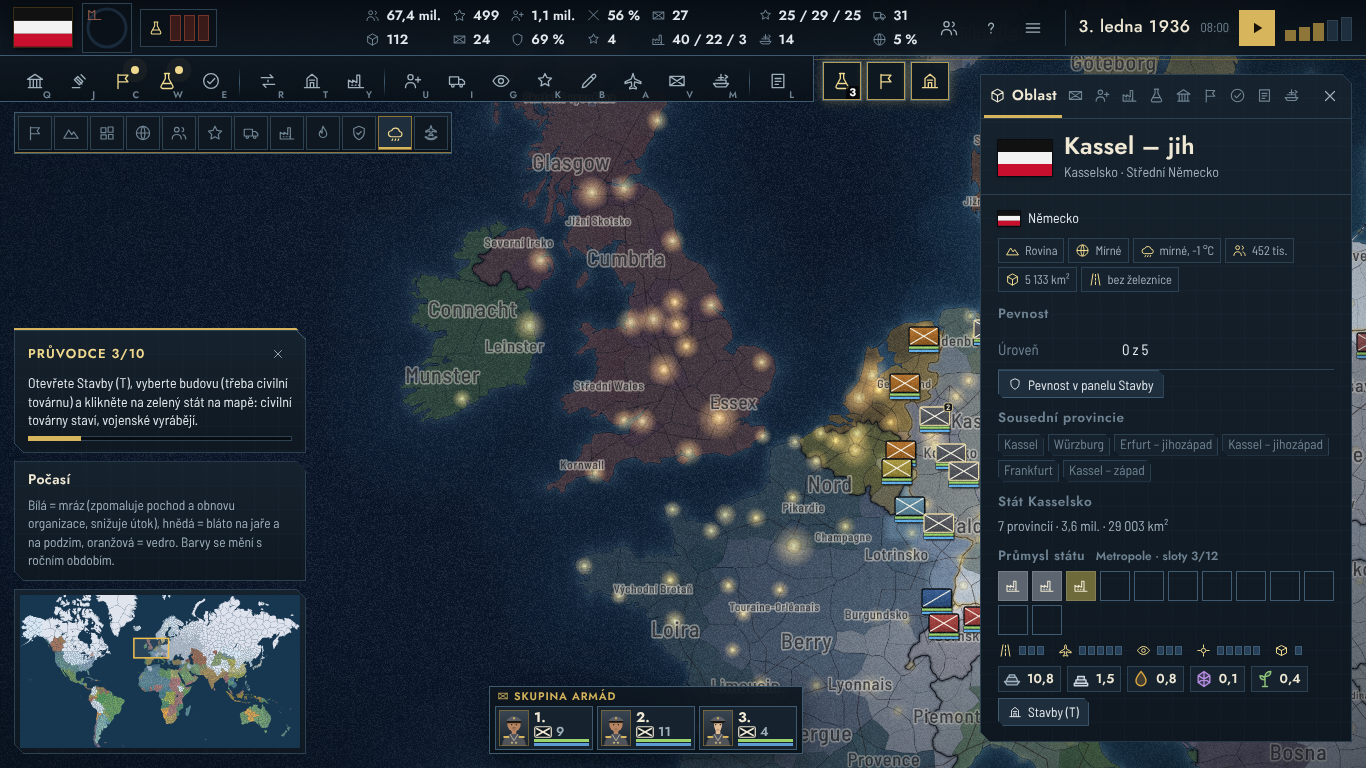 67,4 mil. 499 1,1 mil. 56 % 27 25 / 29 / 25 31
112 24 69 % 4 40 / 22 / 3 14 5 %
?
3. ledna 1936 08:00
Q J C W E R T Y U I G K B A V M L
3
Göteborg
Glasgow
Jižní Skotsko
Severní Irsko
Cumbria
Connacht
Leinster
Munster
Střední Wales
Essex
Kornwall
Nord
Pikardie
Champagne
Lotrinsko
Východní Bretaň
Touraine-Orléanais
Burgundsko
Loira
Berry
Lyonnais
Provence
Bosna
2
PRŮVODCE 3/10
Otevřete Stavby (T), vyberte budovu (třeba civilní
továrnu) a klikněte na zelený stát na mapě: civilní
továrny staví, vojenské vyrábějí.
Počasí
Bílá = mráz (zpomaluje pochod a obnovu
organizace, snižuje útok), hnědá = bláto na jaře a
na podzim, oranžová = vedro. Barvy se mění s
ročním obdobím.
SKUPINA ARMÁD
1. 9
2. 11
3. 4
Oblast
Kassel – jih
Kasselsko · Střední Německo
Německo
Rovina Mírné mírné, -1 °C 452 tis.
5 133 km² bez železnice
Pevnost
Úroveň 0 z 5
Pevnost v panelu Stavby
Sousední provincie
Kassel Würzburg Erfurt – jihozápad Kassel – jihozápad
Frankfurt Kassel – západ
Stát Kasselsko
7 provincií · 3,6 mil. · 29 003 km²
Průmysl státu Metropole · sloty 3/12
10,8 1,5 0,8 0,1 0,4
Stavby (T)